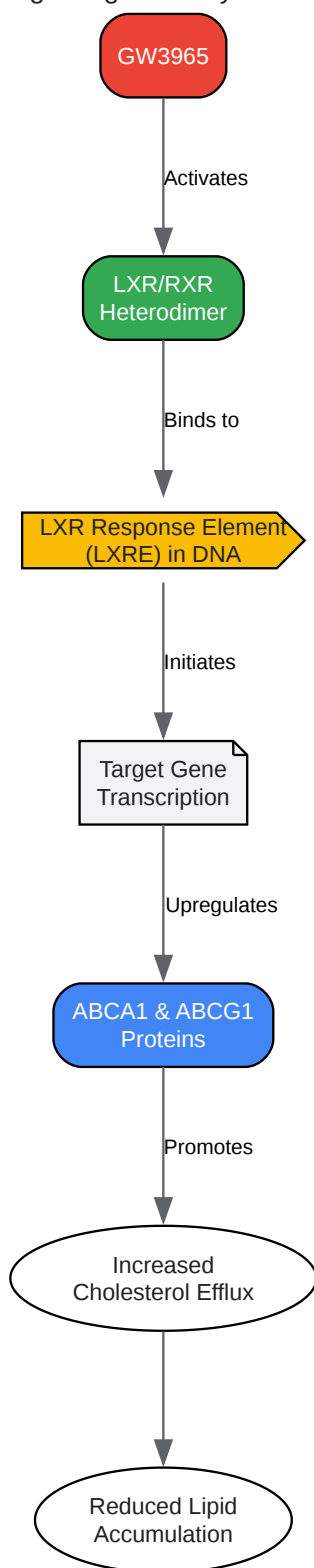 GW3965
Activates
LXR/RXR
Heterodimer
Binds to
LXR Response Element
(LXRE) in DNA
Initiates
Target Gene
Transcription
Upregulates
ABCA1 & ABCG1
Proteins
Promotes
Increased
Cholesterol Efflux
Reduced Lipid
Accumulation